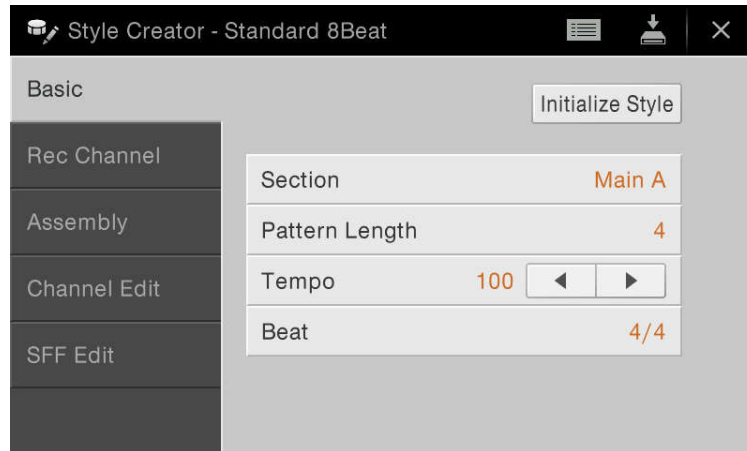 Style Creator - Standard 8Beat
Basic
Initialize Style
Rec Channel
Section Main A
Assembly
Pattern Length 4
Channel Edit
Tempo 100
Beat 4/4
SFF Edit